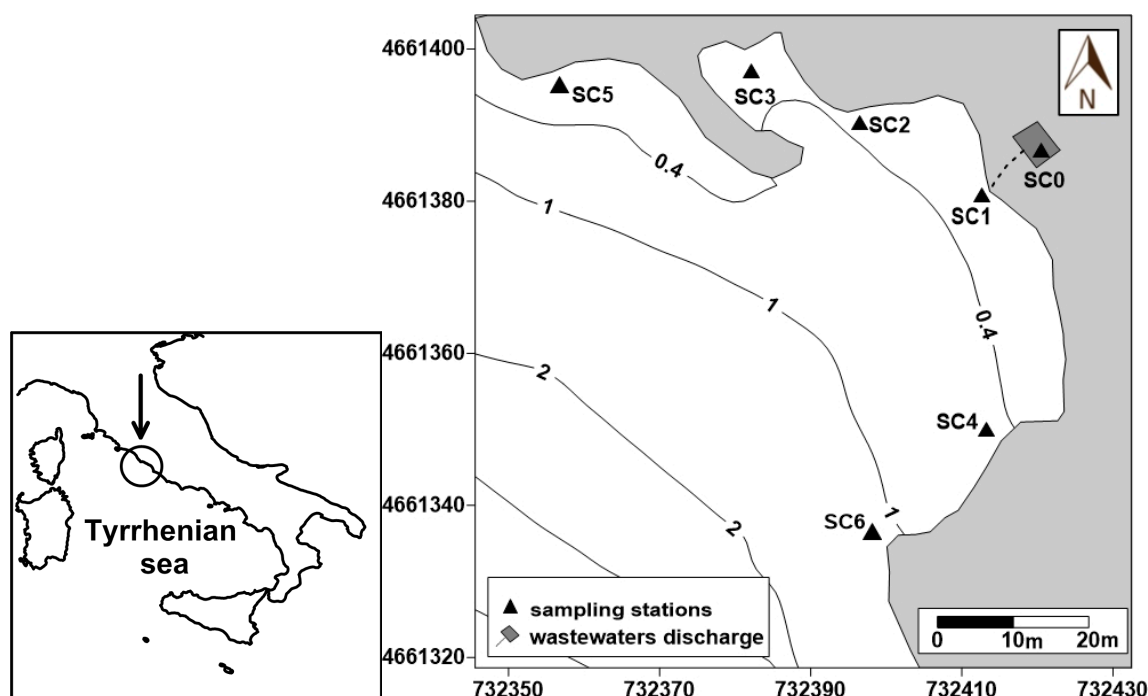 4661400
4661380
4661360
4661340
4661320
732350
732370
732390
732410
732430
SC5
SC3
SC2
SC0
SC1
SC4
SC6
0.4
0.4
1
1
1
2
2
N
sampling stations
wastewaters discharge
0
10m
20m
Tyrrhenian
sea